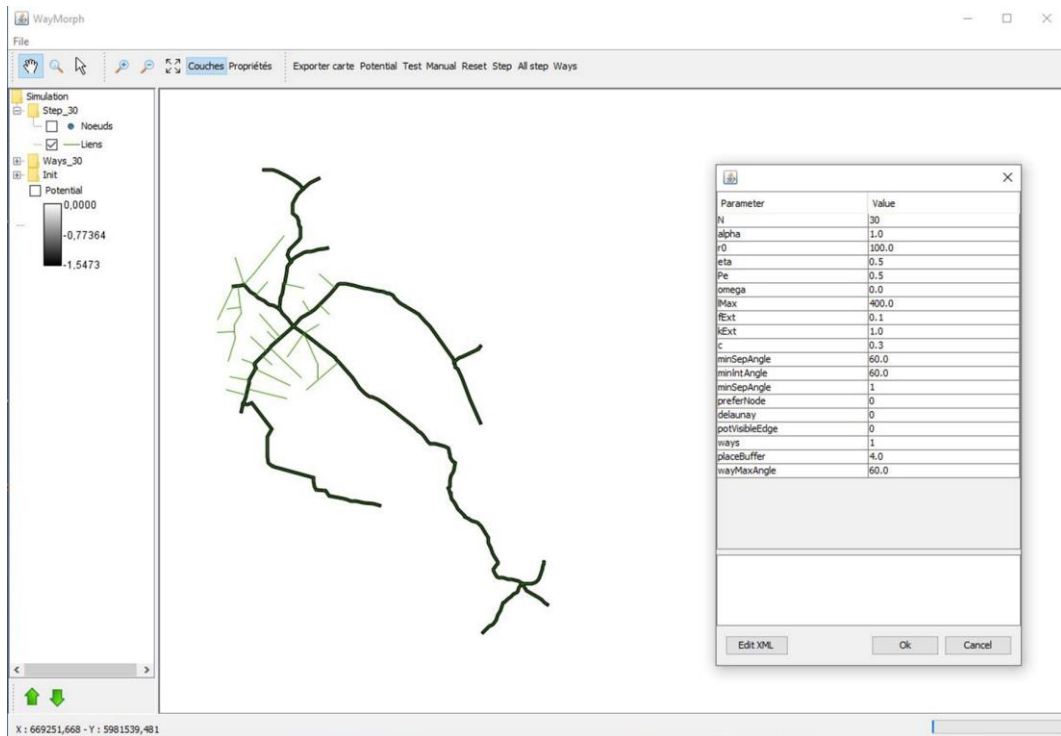 WayMorph
File
Couches Propriétés Exporter carte Potential Test Manual Reset Step All step Ways
Simulation
Step_30
Noeuds
Liens
Ways_30
Init
Potential
0,0000
-0,77364
-1,5473
Parameter Value
N 30
alpha 1.0
r0 100.0
eta 0.5
Pe 0.5
omega 0.0
lMax 400.0
fExt 0.1
kExt 1.0
c 0.3
minSepAngle 60.0
minIntAngle 60.0
minSepAngle 1
preferNode 0
delaunay 0
potVisibleEdge 0
ways 1
placeBuffer 4.0
wayMaxAngle 60.0
Edit XML Ok Cancel
X : 669251,668 - Y : 5981539,481